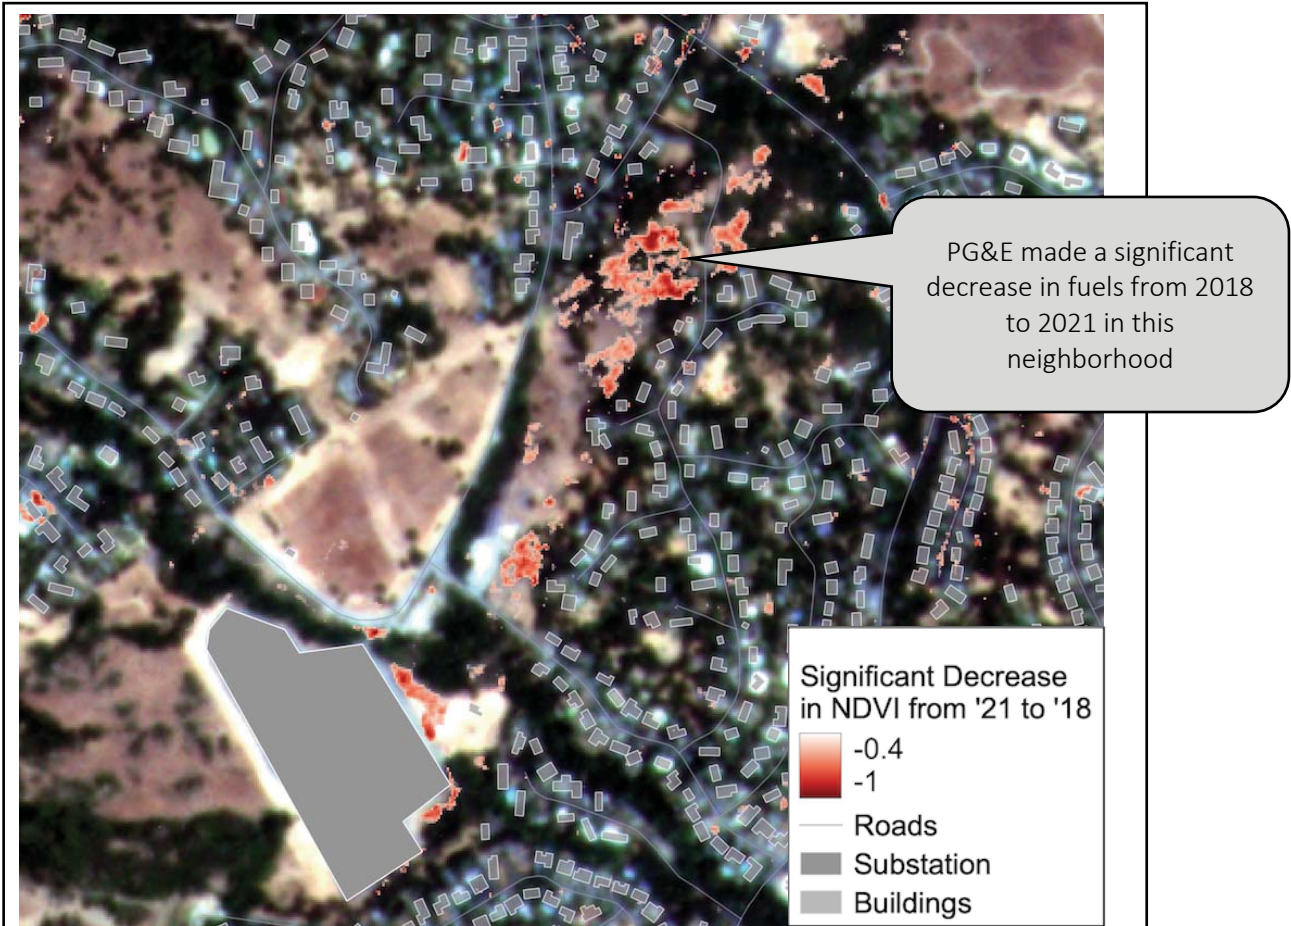 PG&E made a significant
decrease in fuels from 2018
to 2021 in this
neighborhood
Significant Decrease
in NDVI from '21 to '18
-0.4
-1
Roads
Substation
Buildings